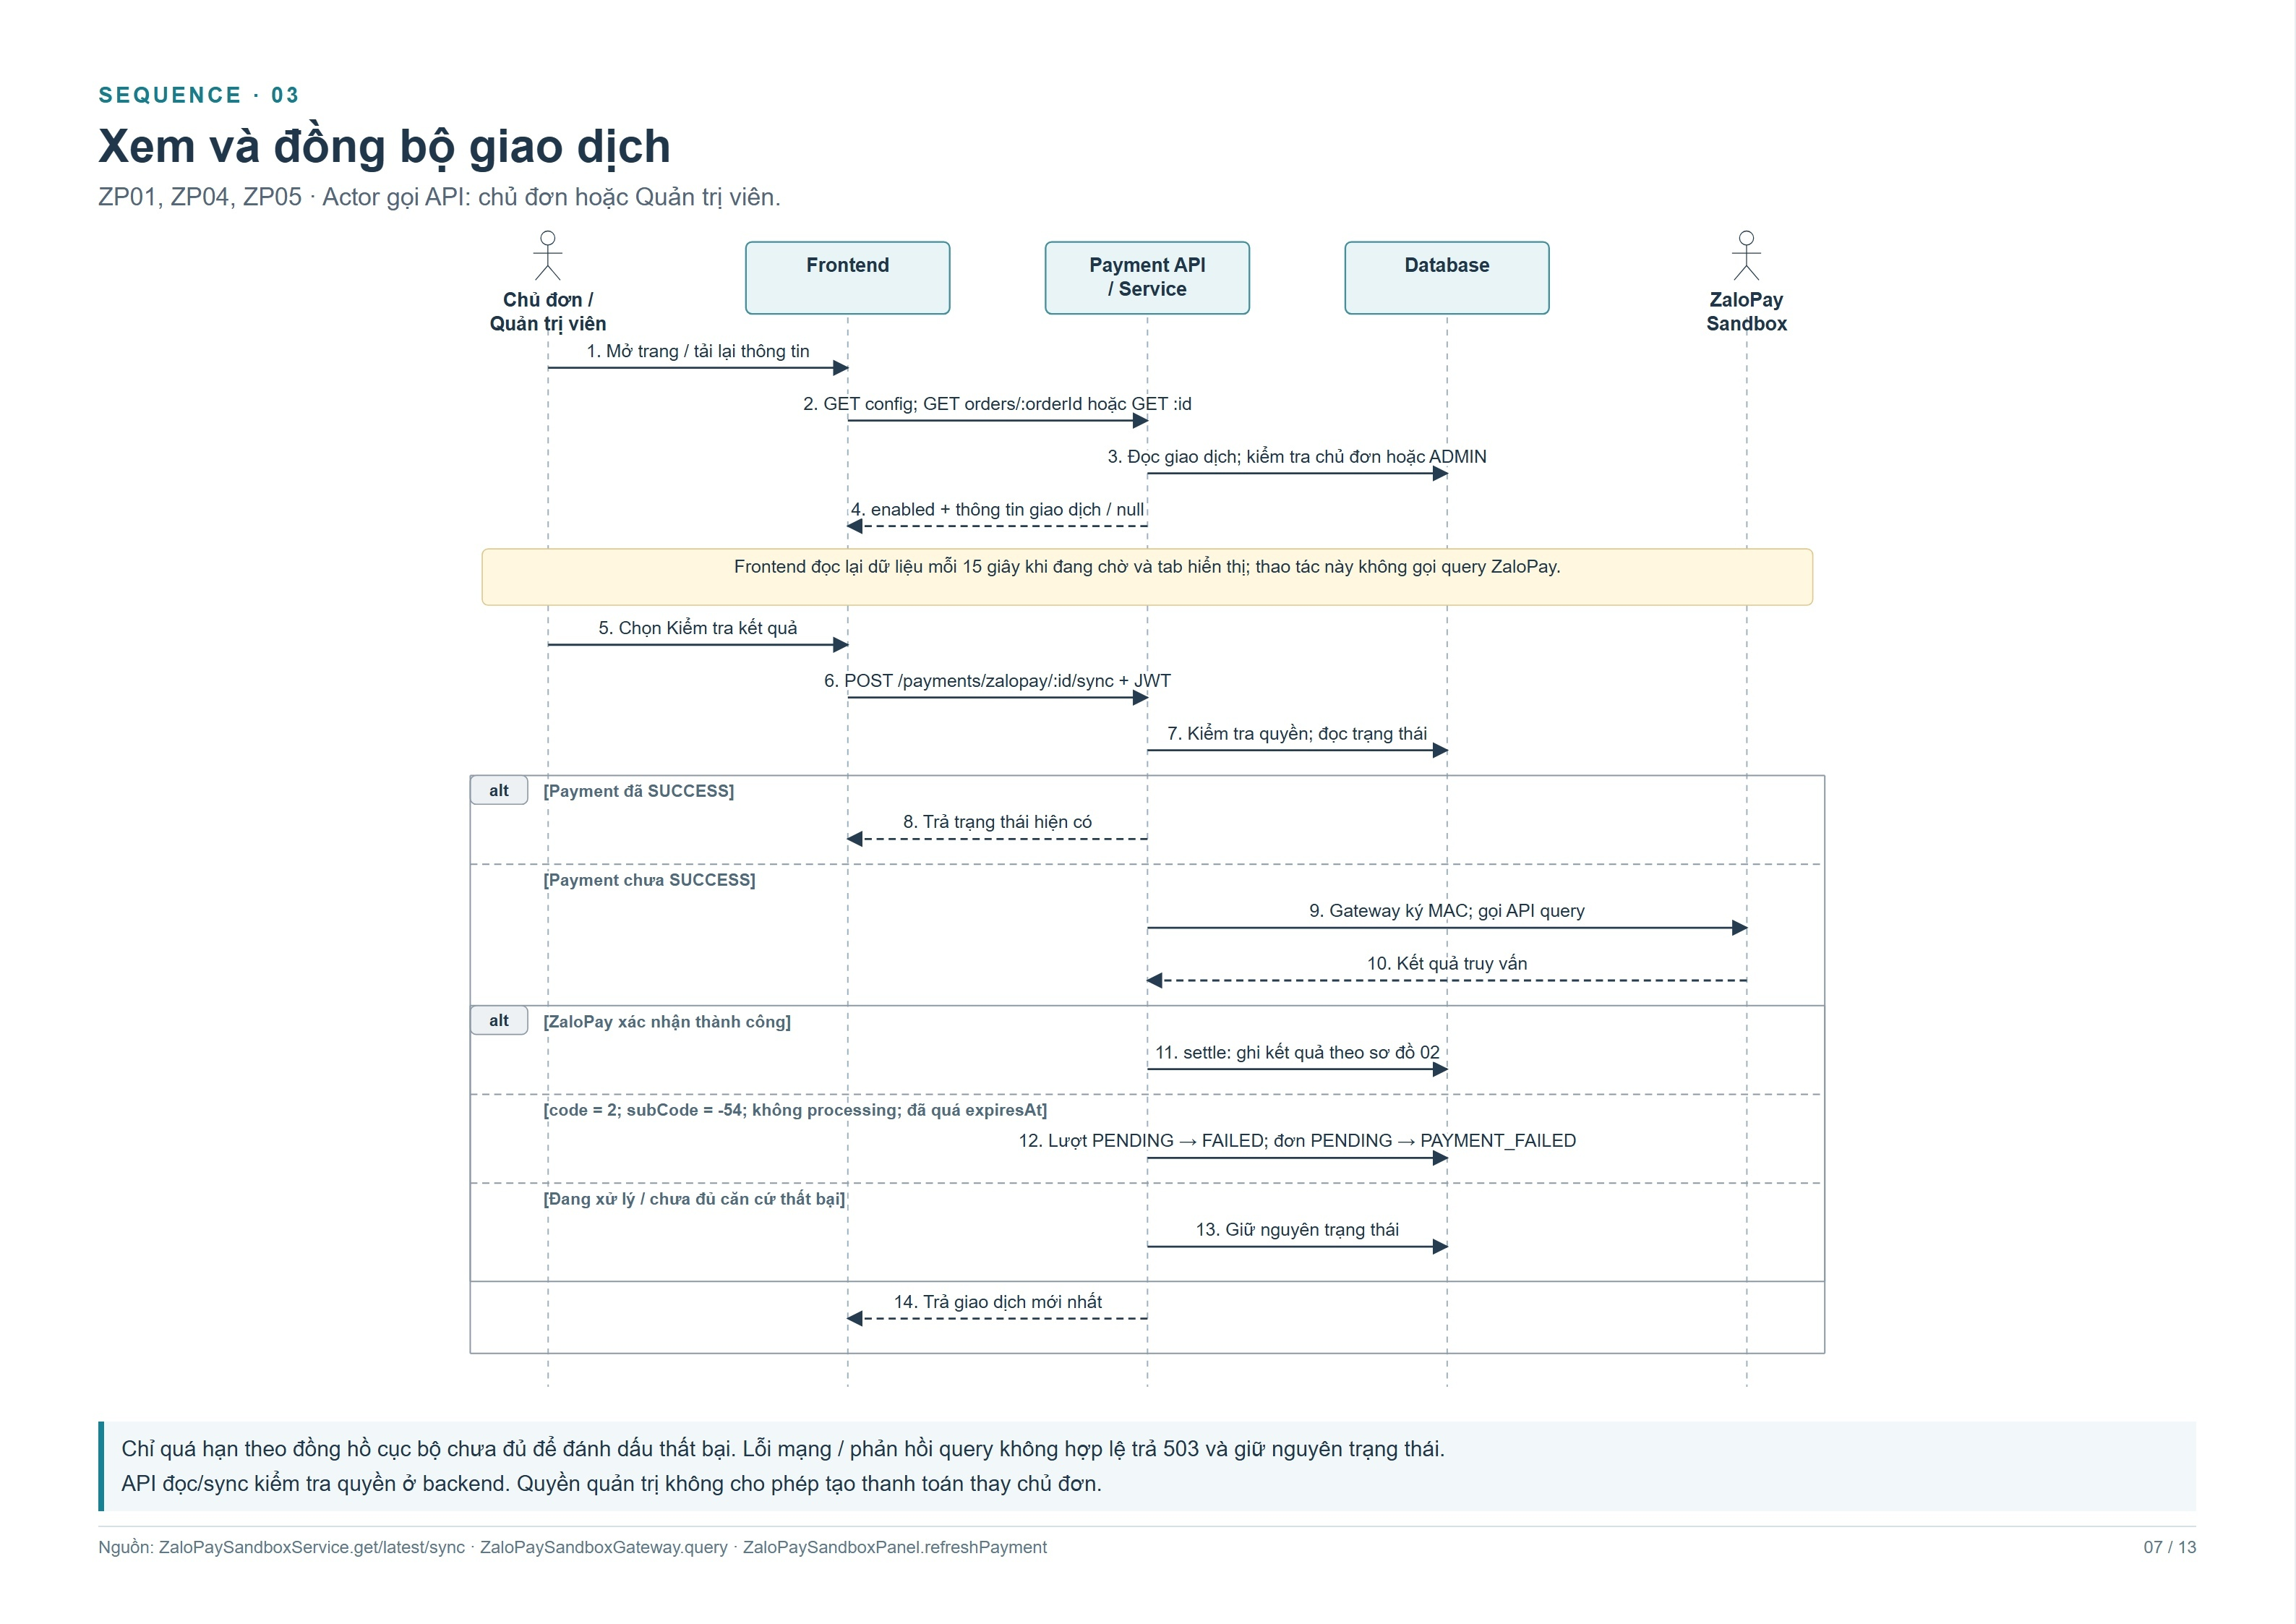 SEQUENCE · 03
Xem và đồng bộ giao dịch
ZP01, ZP04, ZP05 · Actor gọi API: chủ đơn hoặc Quản trị viên.
Chủ đơn /
Quản trị viên
Frontend
Payment API
/ Service
Database
ZaloPay
Sandbox
1. Mở trang / tải lại thông tin
2. GET config; GET orders/:orderId hoặc GET :id
3. Đọc giao dịch; kiểm tra chủ đơn hoặc ADMIN
4. enabled + thông tin giao dịch / null
Frontend đọc lại dữ liệu mỗi 15 giây khi đang chờ và tab hiển thị; thao tác này không gọi query ZaloPay.
5. Chọn Kiểm tra kết quả
6. POST /payments/zalopay/:id/sync + JWT
7. Kiểm tra quyền; đọc trạng thái
alt [Payment đã SUCCESS]
8. Trả trạng thái hiện có
[Payment chưa SUCCESS]
9. Gateway ký MAC; gọi API query
10. Kết quả truy vấn
alt [ZaloPay xác nhận thành công]
11. settle: ghi kết quả theo sơ đồ 02
[code = 2; subCode = -54; không processing; đã quá expiresAt]
12. Lượt PENDING → FAILED; đơn PENDING → PAYMENT_FAILED
[Đang xử lý / chưa đủ căn cứ thất bại]
13. Giữ nguyên trạng thái
14. Trả giao dịch mới nhất
Chỉ quá hạn theo đồng hồ cục bộ chưa đủ để đánh dấu thất bại. Lỗi mạng / phản hồi query không hợp lệ trả 503 và giữ nguyên trạng thái.
API đọc/sync kiểm tra quyền ở backend. Quyền quản trị không cho phép tạo thanh toán thay chủ đơn.
Nguồn: ZaloPaySandboxService.get/latest/sync · ZaloPaySandboxGateway.query · ZaloPaySandboxPanel.refreshPayment
07 / 13